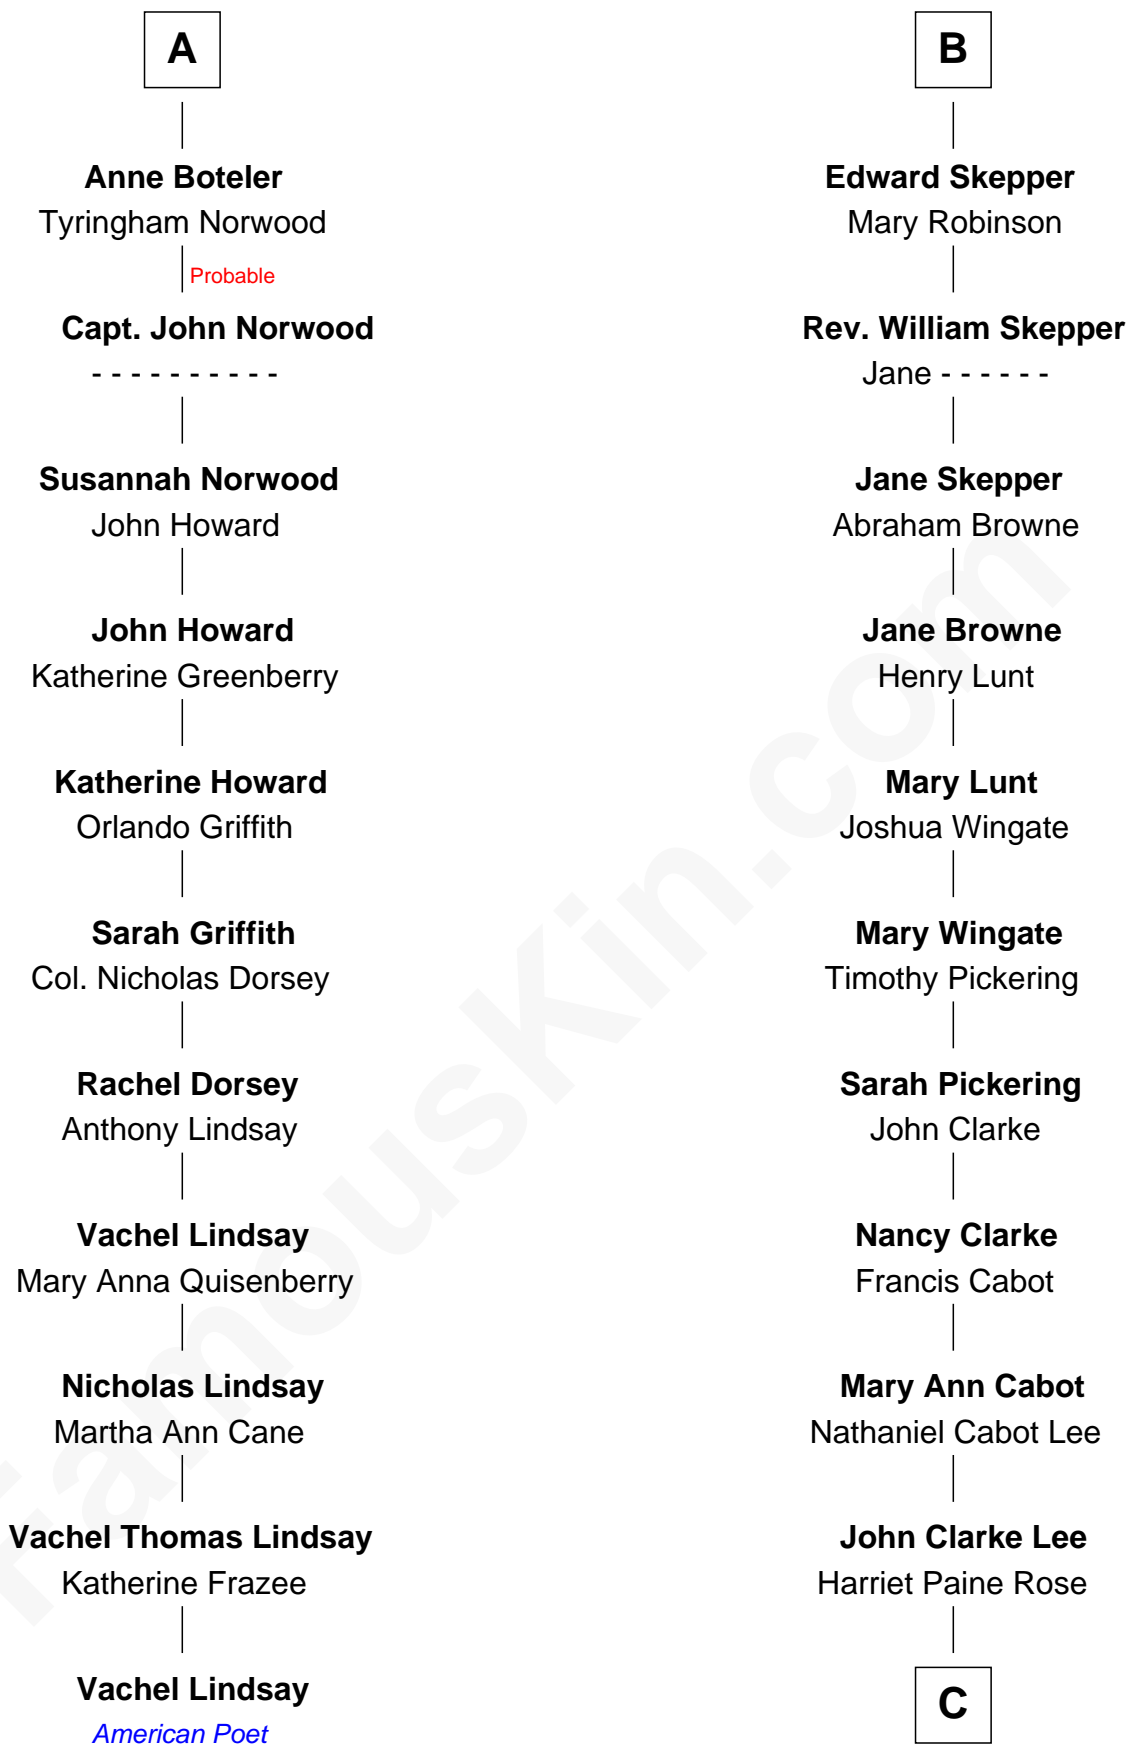 A
Anne Boteler
Tyringham Norwood
Probable
Capt. John Norwood
- - - - - - - - - -
Susannah Norwood
John Howard
John Howard
Katherine Greenberry
Katherine Howard
Orlando Griffith
Sarah Griffith
Col. Nicholas Dorsey
Rachel Dorsey
Anthony Lindsay
Vachel Lindsay
Mary Anna Quisenberry
Nicholas Lindsay
Martha Ann Cane
Vachel Thomas Lindsay
Katherine Frazee
Vachel Lindsay
American Poet
B
Edward Skepper
Mary Robinson
Rev. William Skepper
Jane - - - - - -
Jane Skepper
Abraham Browne
Jane Browne
Henry Lunt
Mary Lunt
Joshua Wingate
Mary Wingate
Timothy Pickering
Sarah Pickering
John Clarke
Nancy Clarke
Francis Cabot
Mary Ann Cabot
Nathaniel Cabot Lee
John Clarke Lee
Harriet Paine Rose
C
FamousKin.com